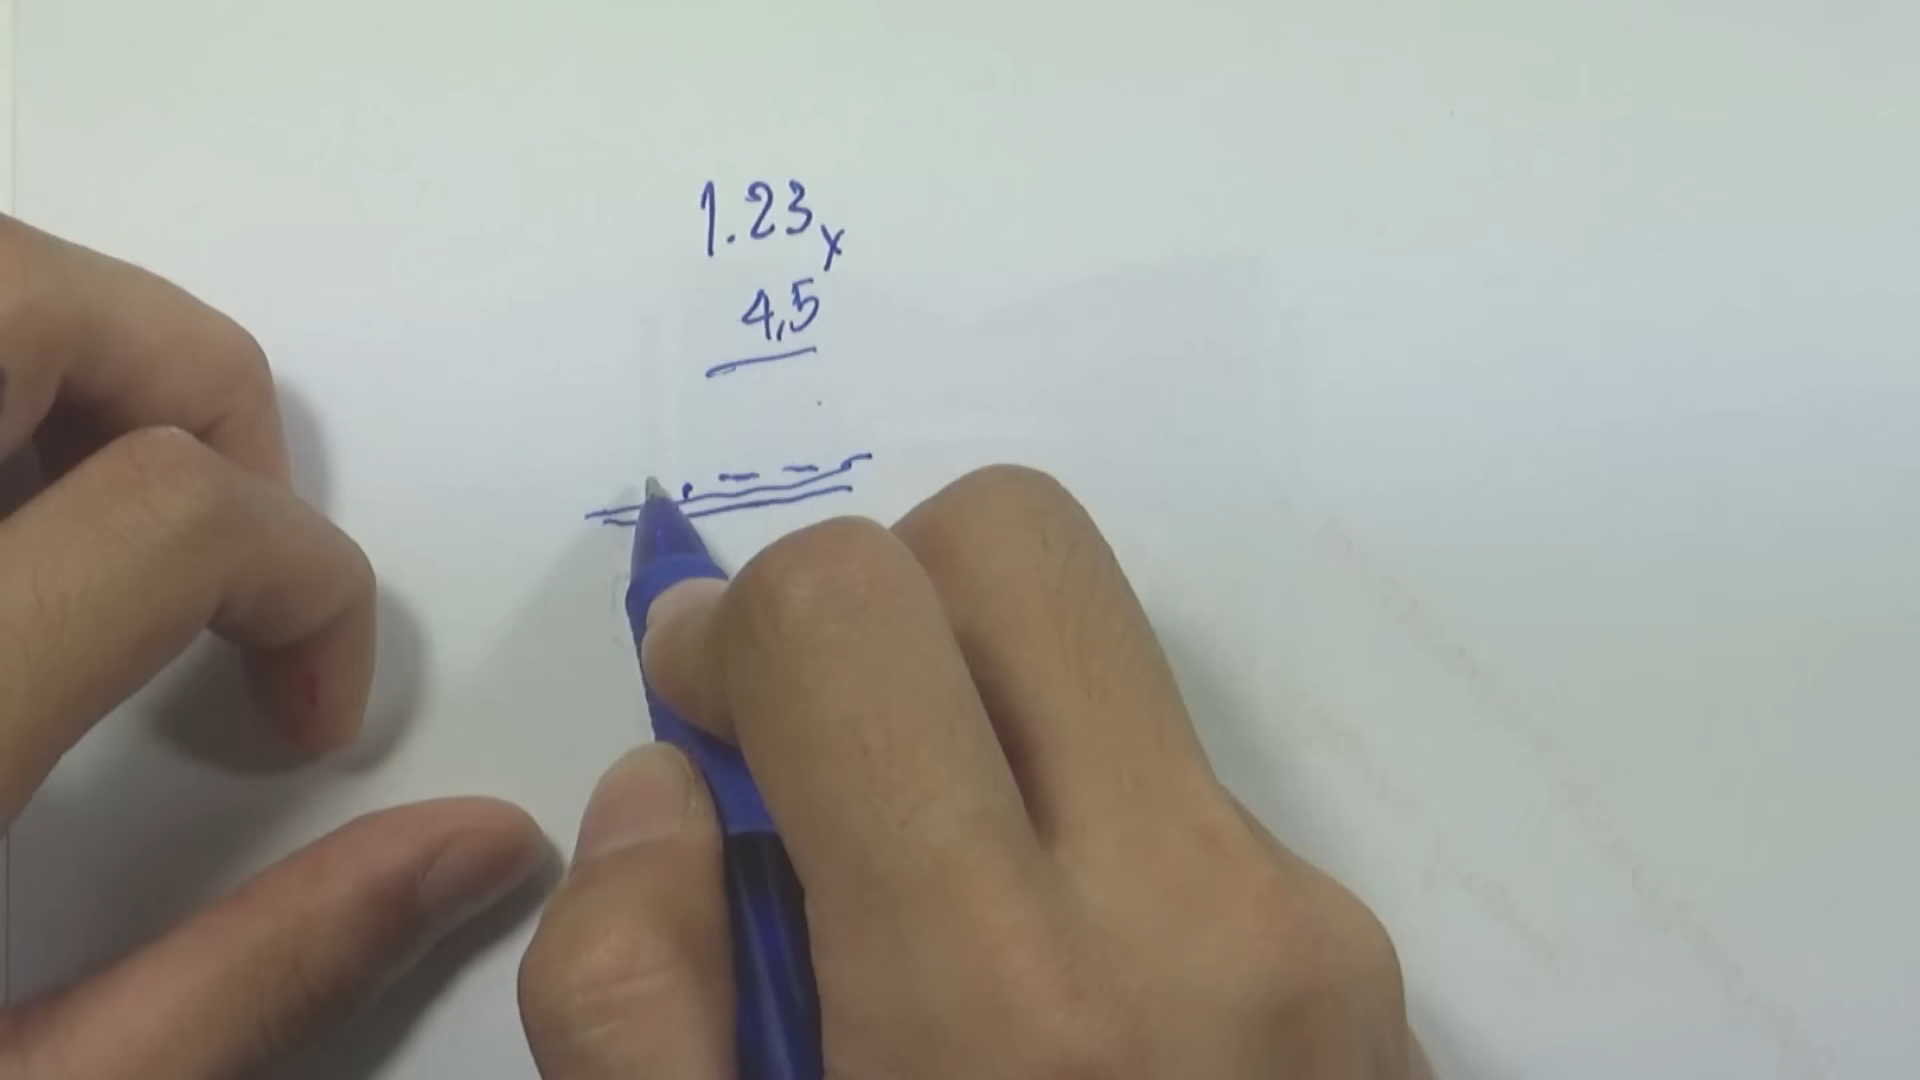 1.23 x
4,5
. _ _